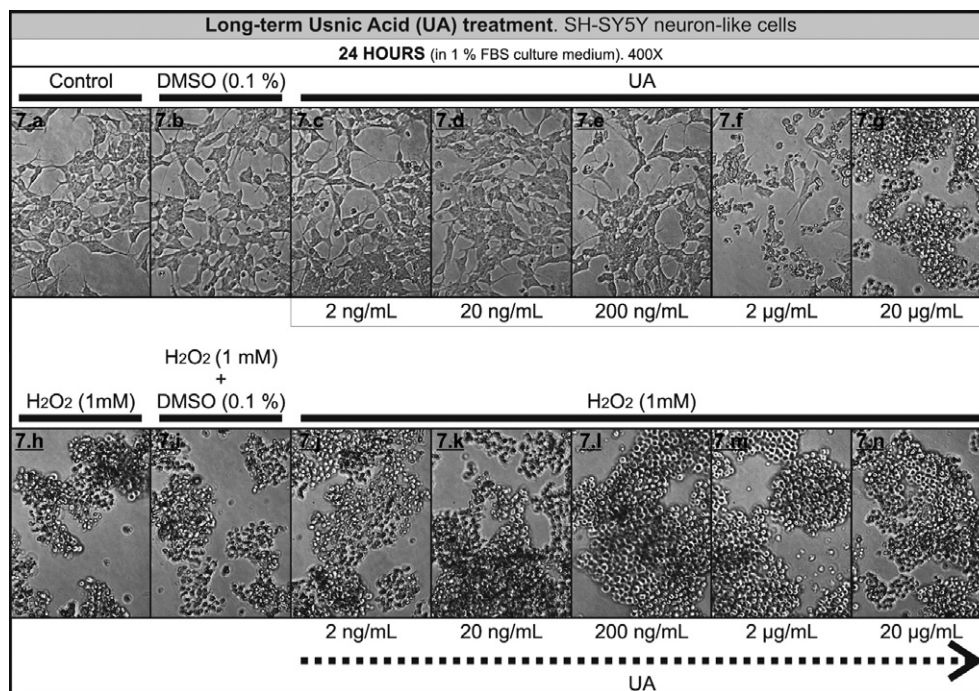 Long-term Usnic Acid (UA) treatment. SH-SY5Y neuron-like cells
24 HOURS (in 1 % FBS culture medium). 400X
Control DMSO (0.1 %) UA
7.a 7.b 7.c 7.d 7.e 7.f 7.g
2 ng/mL 20 ng/mL 200 ng/mL 2 µg/mL 20 µg/mL
H2O2 (1 mM)
+
H2O2 (1mM) DMSO (0.1 %) H2O2 (1mM)
7.h 7.i 7.j 7.k 7.l 7.m 7.n
2 ng/mL 20 ng/mL 200 ng/mL 2 µg/mL 20 µg/mL
UA